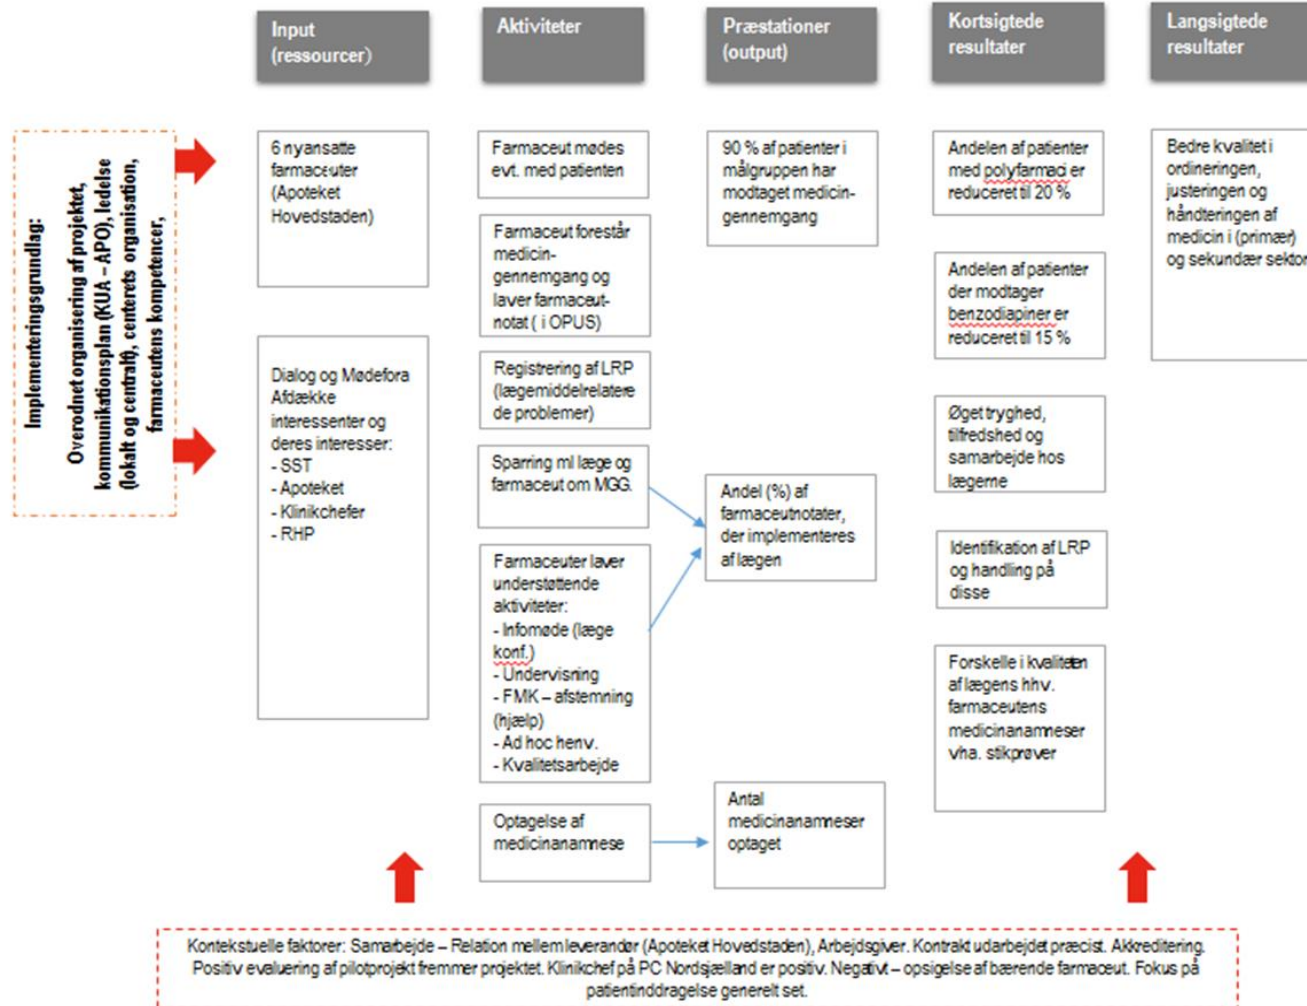 Input
(ressourcer)
Aktiviteter
Præstationer
(output)
Kortsigtede
resultater
Langsigtede
resultater
Implementeringsgrundlag:
Overodnet organisering af projektet,
kommunikationsplan (KUA – APO), ledelse
(lokalt og centralt), centerets organisation,
farmaceutens kompetencer,
6 nyansatte
farmaceuter
(Apoteket
Hovedstaden)
Dialog og Mødefora
Afdække
interessenter og
deres interesser:
- SST
- Apoteket
- Klinikchefer
- RHP
Farmaceut mødes
evt. med patienten
Farmaceut forestår
medicin-
gennemgang og
laver farmaceut-
notat ( i OPUS)
Registrering af LRP
(lægemiddelrelatere
de problemer)
Sparring ml læge og
farmaceut om MGG.
Farmaceuter laver
understøttende
aktiviteter:
- Infomøde (læge
konf.)
- Undervisning
- FMK – afstemning
(hjælp)
- Ad hoc henv.
- Kvalitetsarbejde
Optagelse af
medicinanamnese
90 % af patienter i
målgruppen har
modtaget medicin-
gennemgang
Andel (%) af
farmaceutnotater,
der implementeres
af lægen
Antal
medicinanamneser
optaget
Andelen af patienter
med polyfarmaci er
reduceret til 20 %
Andelen af patienter
der modtager
benzodiapiner er
reduceret til 15 %
Øget tryghed,
tilfredshed og
samarbejde hos
lægerne
Identifikation af LRP
og handling på
disse
Forskelle i kvaliteten
af lægens hhv.
farmaceutens
medicinanamneser
vha. stikprøver
Bedre kvalitet i
ordineringen,
justeringen og
håndteringen af
medicin i (primær)
og sekundær sektor
Kontekstuelle faktorer: Samarbejde – Relation mellem leverandør (Apoteket Hovedstaden), Arbejdsgiver. Kontrakt udarbejdet præcist. Akkreditering.
Positiv evaluering af pilotprojekt fremmer projektet. Klinikchef på PC Nordsjælland er positiv. Negativt – opsigelse af bærende farmaceut. Fokus på
patientinddragelse generelt set.